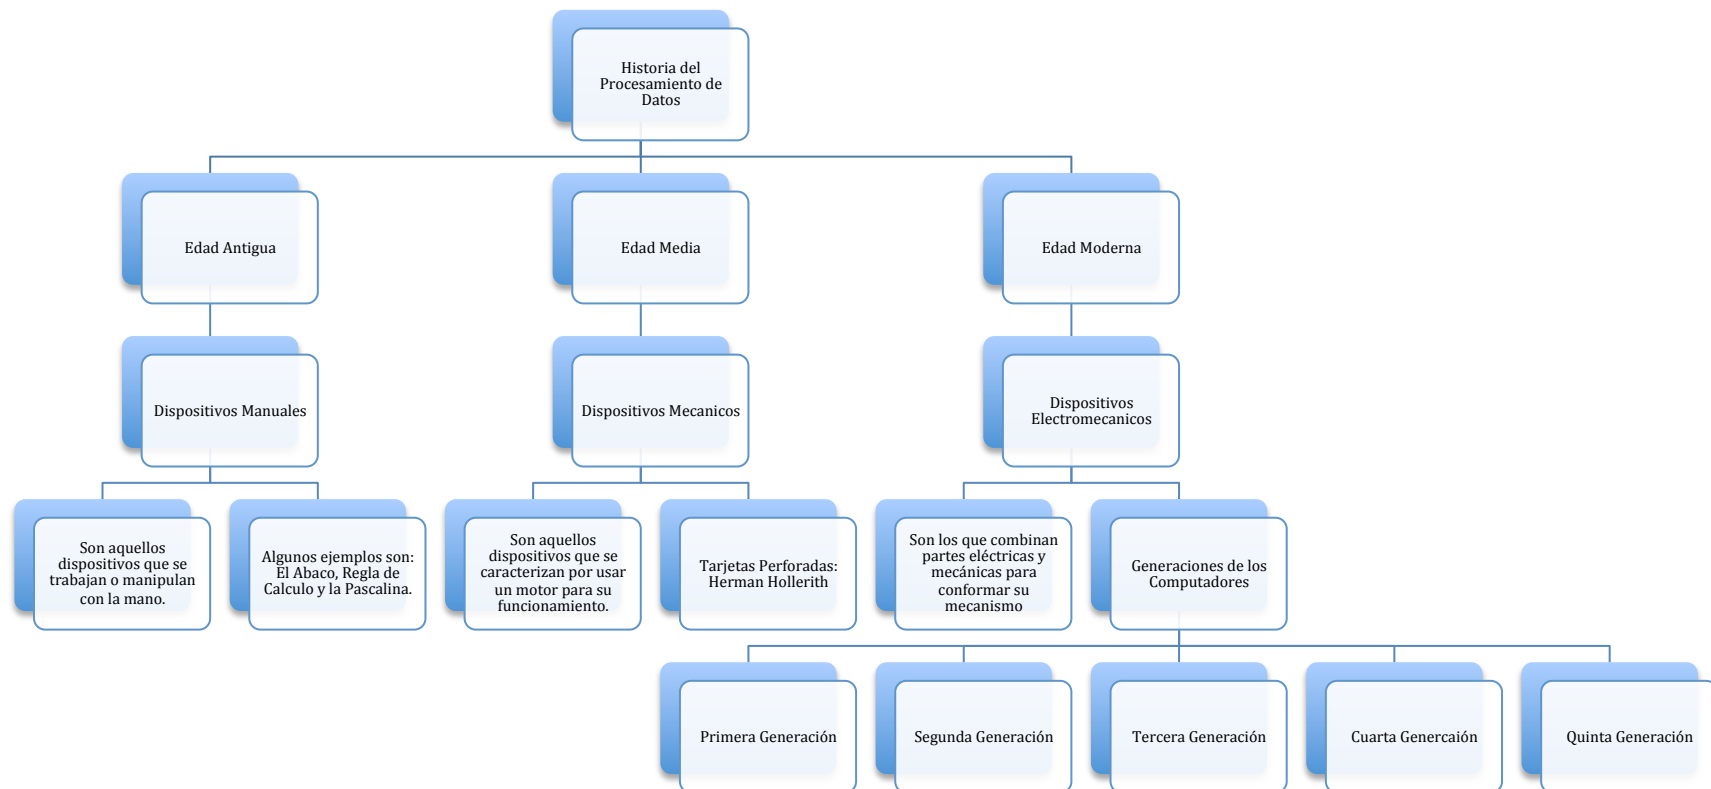 Historia del
Procesamiento de
Datos
Edad Antigua
Edad Media
Edad Moderna
Dispositivos Manuales
Dispositivos Mecanicos
Dispositivos
Electromecanicos
Son aquellos
dispositivos que se
trabajan o manipulan
con la mano.
Algunos ejemplos son:
El Abaco, Regla de
Calculo y la Pascalina.
Son aquellos
dispositivos que se
caracterizan por usar
un motor para su
funcionamiento.
Tarjetas Perforadas:
Herman Hollerith
Son los que combinan
partes eléctricas y
mecánicas para
conformar su
mecanismo
Generaciones de los
Computadores
Primera Generación
Segunda Generación
Tercera Generación
Cuarta Genercaión
Quinta Generación